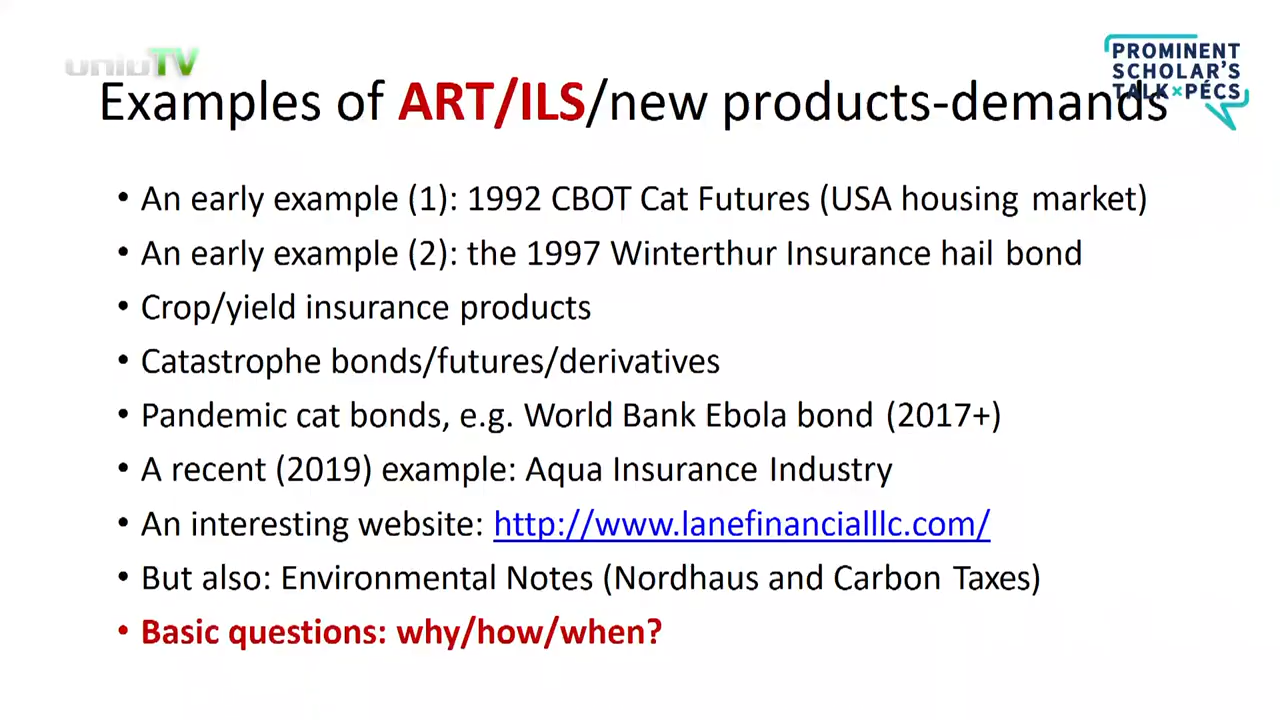 uniuTV
PROMINENT
SCHOLAR'S
TALK×PÉCS
Examples of ART/ILS/new products-demands
• An early example (1): 1992 CBOT Cat Futures (USA housing market)
• An early example (2): the 1997 Winterthur Insurance hail bond
• Crop/yield insurance products
• Catastrophe bonds/futures/derivatives
• Pandemic cat bonds, e.g. World Bank Ebola bond (2017+)
• A recent (2019) example: Aqua Insurance Industry
• An interesting website: http://www.lanefinancialllc.com/
• But also: Environmental Notes (Nordhaus and Carbon Taxes)
• Basic questions: why/how/when?